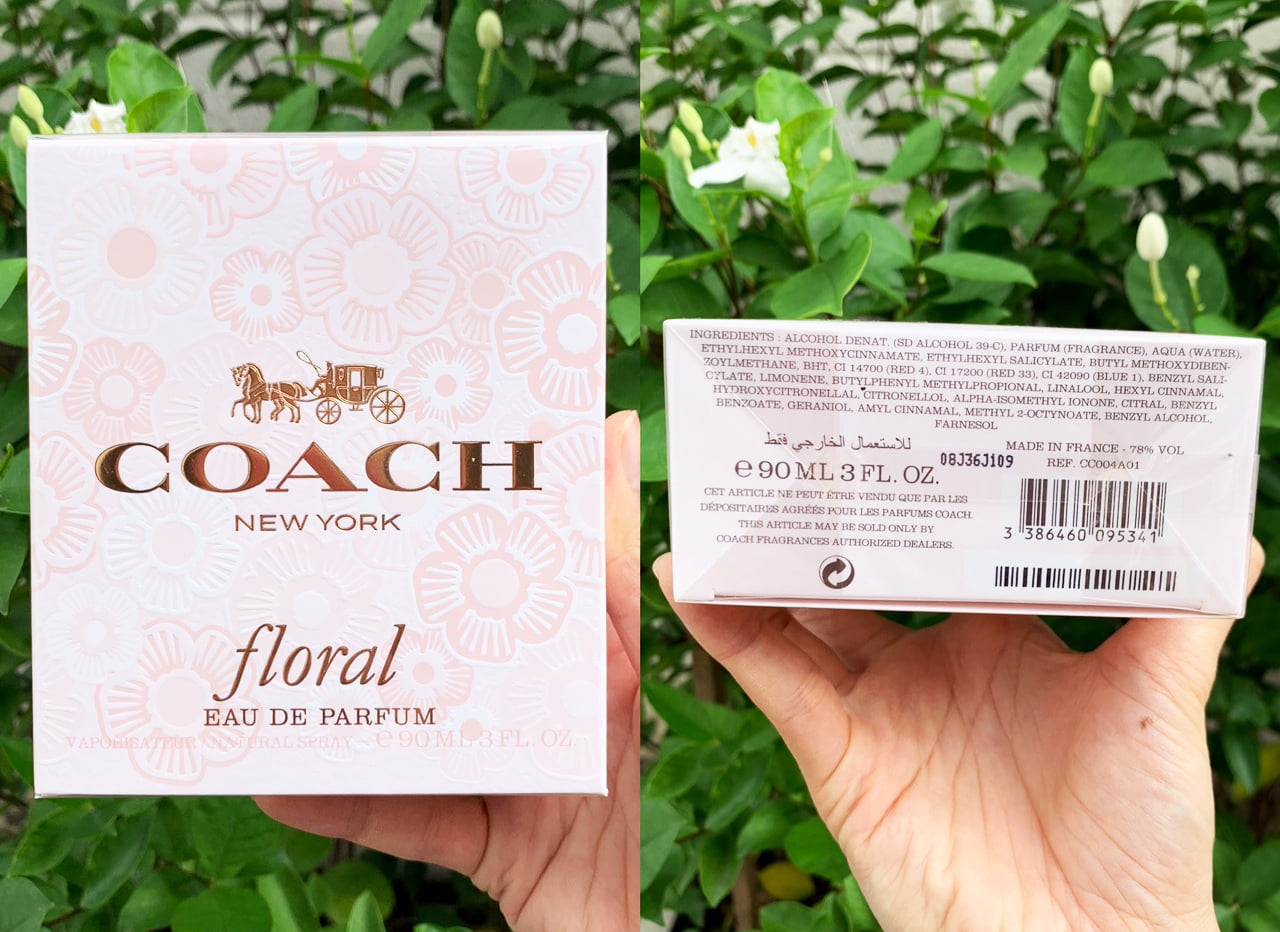 COACH
NEW YORK
floral
EAU DE PARFUM
VAPORISATEUR / NATURAL SPRAY - ℮ 90 ML 3 FL. OZ.
INGREDIENTS : ALCOHOL DENAT. (SD ALCOHOL 39-C), PARFUM (FRAGRANCE), AQUA (WATER),
ETHYLHEXYL METHOXYCINNAMATE, ETHYLHEXYL SALICYLATE, BUTYL METHOXYDIBEN-
ZOYLMETHANE, BHT, CI 14700 (RED 4), CI 17200 (RED 33), CI 42090 (BLUE 1), BENZYL SALI-
CYLATE, LIMONENE, BUTYLPHENYL METHYLPROPIONAL, LINALOOL, HEXYL CINNAMAL,
HYDROXYCITRONELLAL, CITRONELLOL, ALPHA-ISOMETHYL IONONE, CITRAL, BENZYL
BENZOATE, GERANIOL, AMYL CINNAMAL, METHYL 2-OCTYNOATE, BENZYL ALCOHOL,
FARNESOL
للاستعمال الخارجي فقط
08J36J109
MADE IN FRANCE - 78% VOL
REF. CC004A01
℮ 90 ML 3 FL. OZ.
CET ARTICLE NE PEUT ÊTRE VENDU QUE PAR LES
DÉPOSITAIRES AGRÉÉS POUR LES PARFUMS COACH.
THIS ARTICLE MAY BE SOLD ONLY BY
COACH FRAGRANCES AUTHORIZED DEALERS.
3 386460 095341